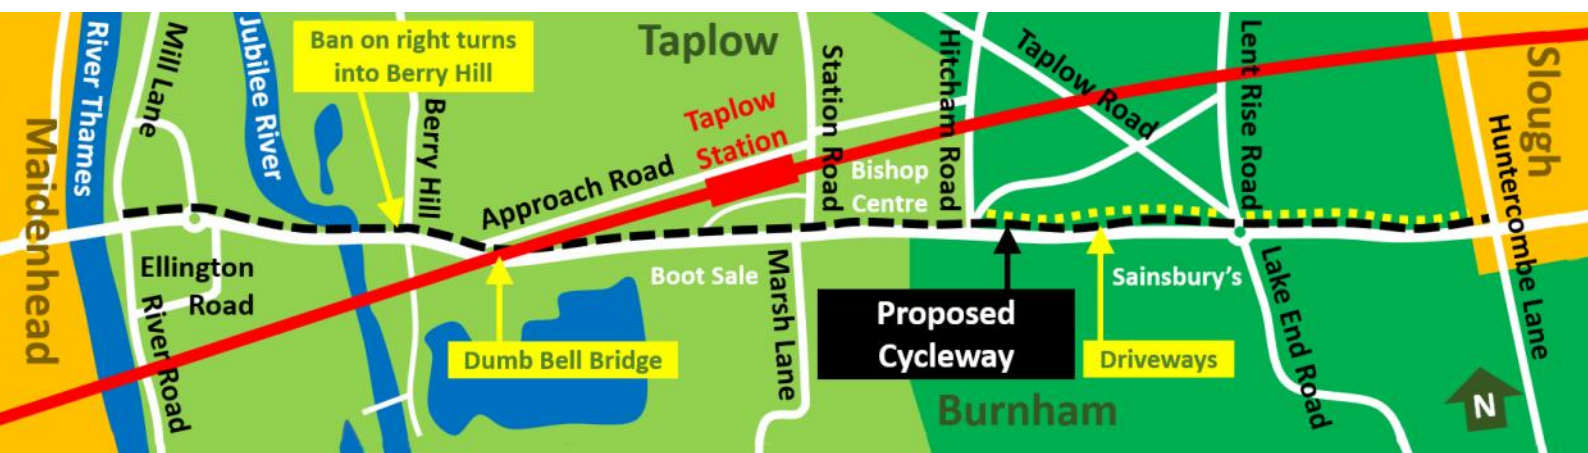 River Thames
Mill Lane
Jubilee River
Ban on right turns
into Berry Hill
Berry Hill
Taplow
Station Road
Hitcham Road
Taplow Road
Lent Rise Road
Slough
Maidenhead
Taplow
Station
Approach Road
Bishop
Centre
Huntercombe Lane
Ellington
Road
River Road
Boot Sale
Marsh Lane
Sainsbury's
Lake End Road
Proposed
Cycleway
Dumb Bell Bridge
Driveways
Burnham
N